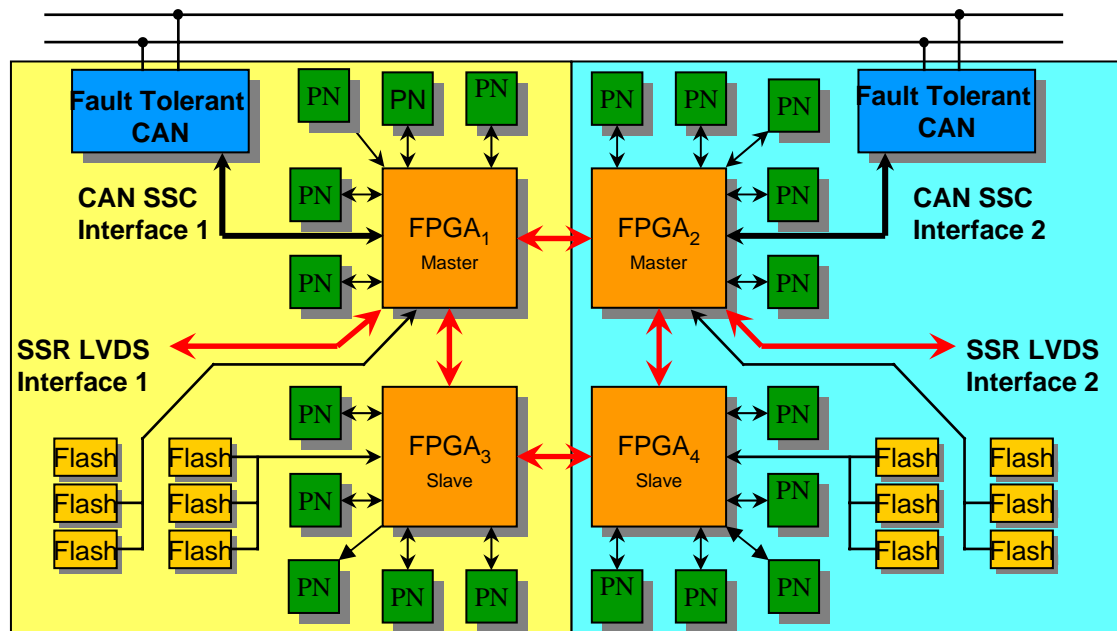 Fault Tolerant
CAN
PN
PN
PN
PN
PN
PN
Fault Tolerant
CAN
CAN SSC
Interface 1
PN
PN
CAN SSC
Interface 2
FPGA1
Master
FPGA2
Master
PN
PN
SSR LVDS
Interface 1
SSR LVDS
Interface 2
PN
PN
FPGA3
Slave
FPGA4
Slave
Flash
Flash
Flash
Flash
Flash
Flash
Flash
Flash
PN
PN
Flash
Flash
Flash
Flash
PN
PN
PN
PN
PN
PN